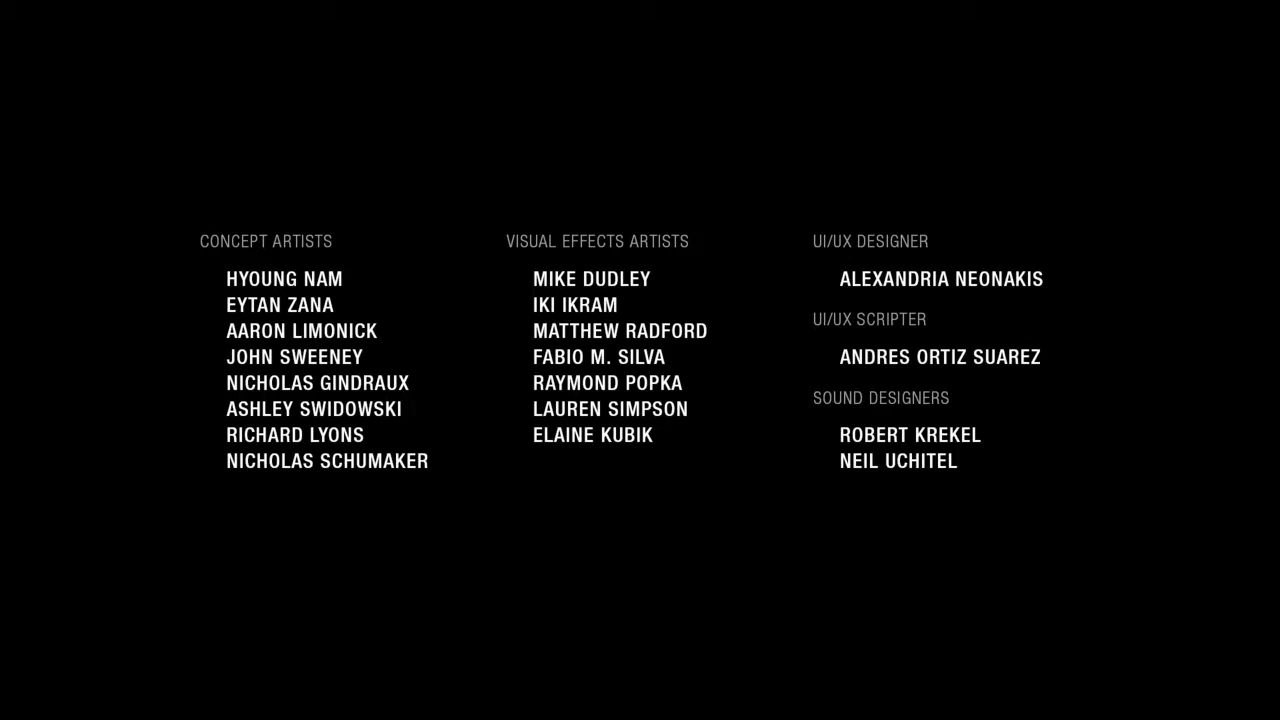 CONCEPT ARTISTS
HYOUNG NAM
EYTAN ZANA
AARON LIMONICK
JOHN SWEENEY
NICHOLAS GINDRAUX
ASHLEY SWIDOWSKI
RICHARD LYONS
NICHOLAS SCHUMAKER
VISUAL EFFECTS ARTISTS
MIKE DUDLEY
IKI IKRAM
MATTHEW RADFORD
FABIO M. SILVA
RAYMOND POPKA
LAUREN SIMPSON
ELAINE KUBIK
UI/UX DESIGNER
ALEXANDRIA NEONAKIS
UI/UX SCRIPTER
ANDRES ORTIZ SUAREZ
SOUND DESIGNERS
ROBERT KREKEL
NEIL UCHITEL